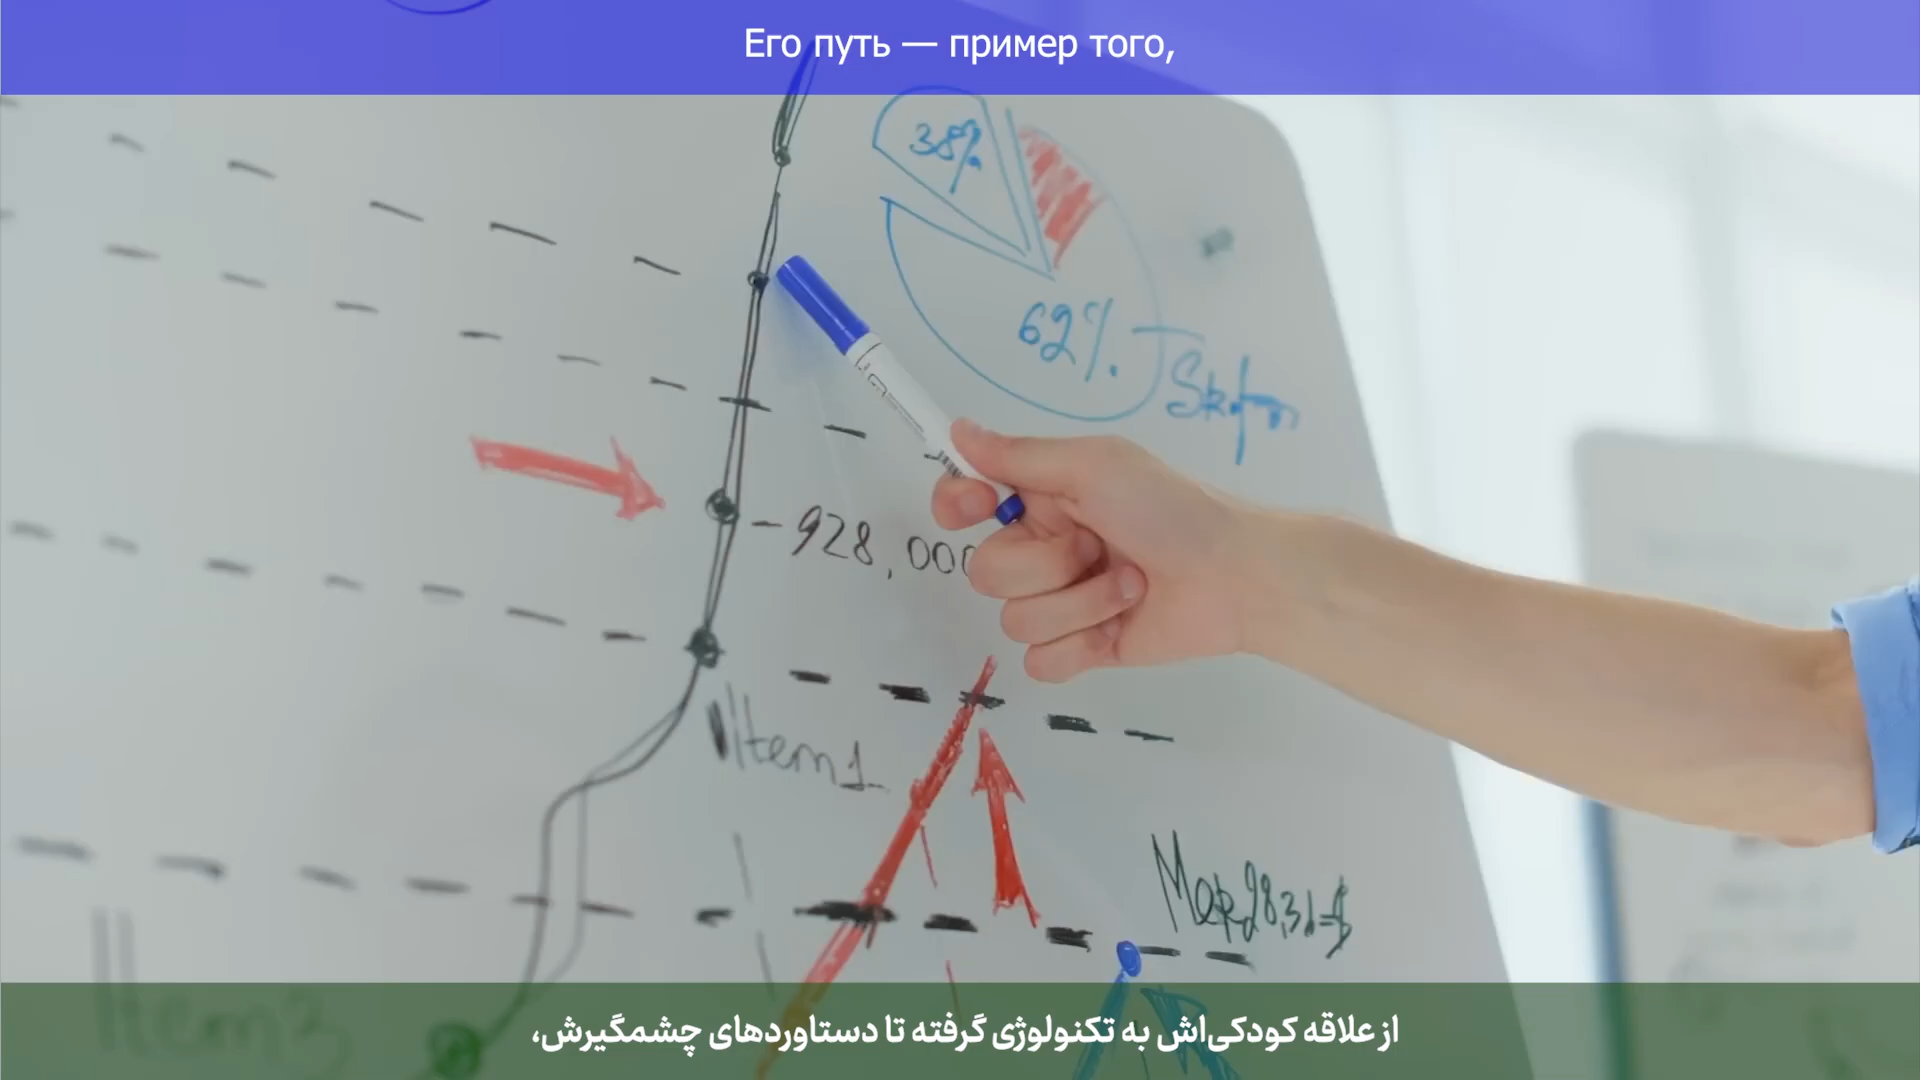 Его путь — пример того,
38%
62%
- 928,000
Item1
Item3
از علاقه کودکی‌اش به تکنولوژی گرفته تا دستاوردهای چشمگیرش،